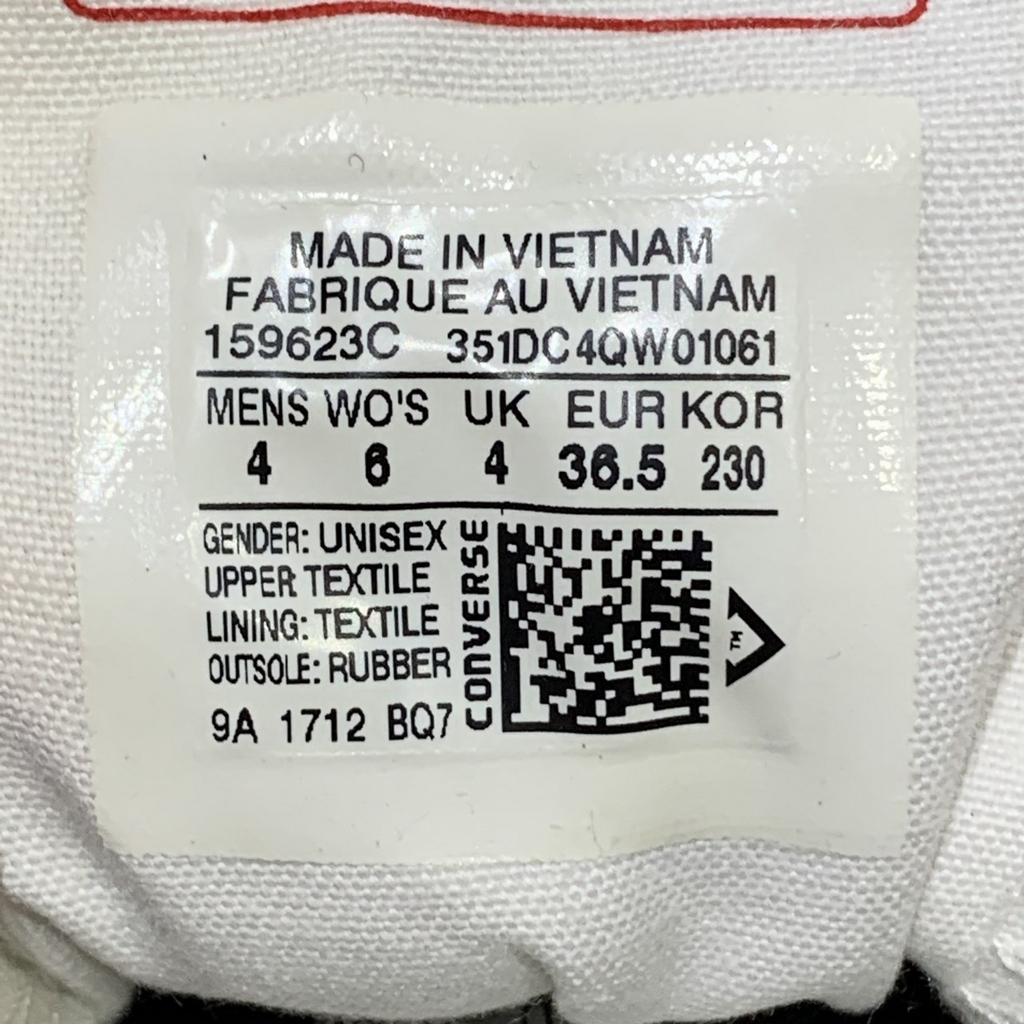 MADE IN VIETNAM
FABRIQUE AU VIETNAM
159623C 351DC4QW01061
MENS WO'S UK EUR KOR
4 6 4 36.5 230
GENDER: UNISEX
UPPER TEXTILE
LINING: TEXTILE
OUTSOLE: RUBBER
9A 1712 BQ7
CONVERSE
TM